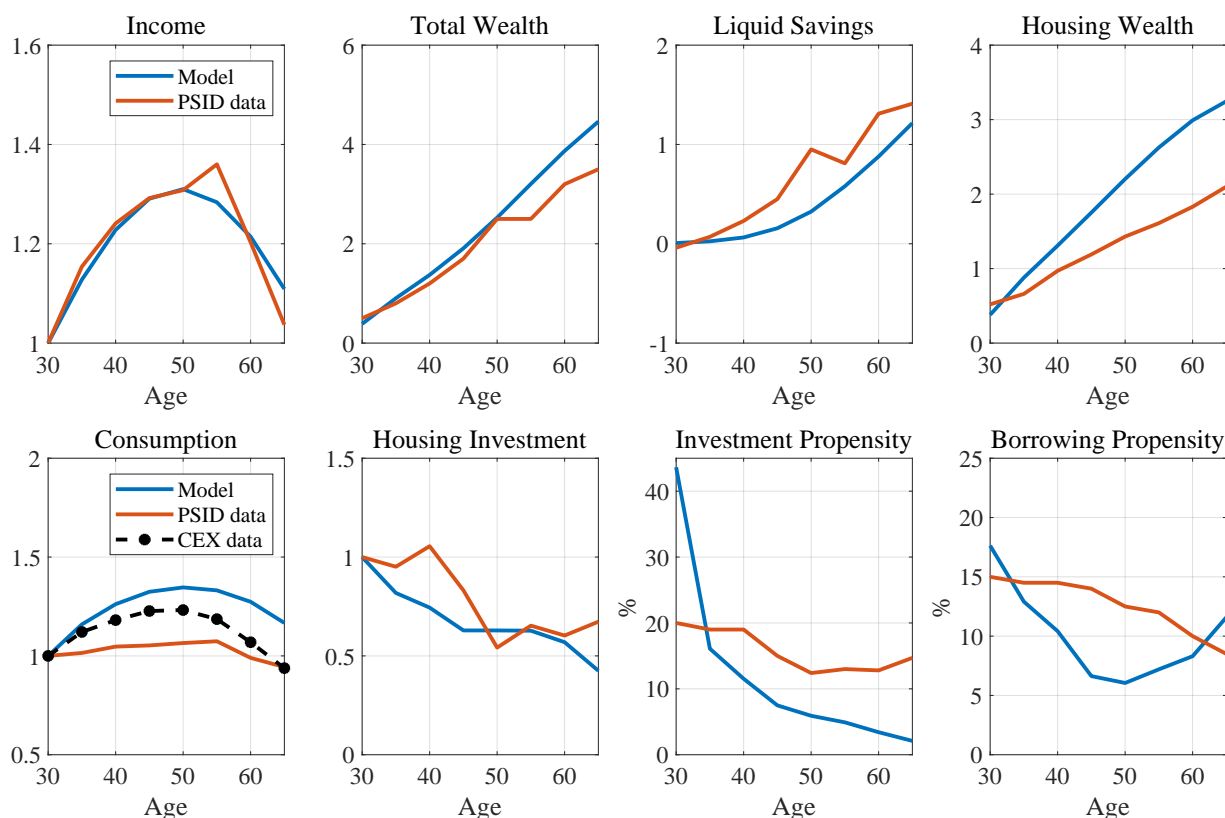 Income
Total Wealth
Liquid Savings
Housing Wealth
1.6
1.4
1.2
1
Model
PSID data
30 40 50 60
Age
6
4
2
0
30 40 50 60
Age
2
1
0
-1
30 40 50 60
Age
4
3
2
1
0
30 40 50 60
Age
Consumption
Housing Investment
Investment Propensity
Borrowing Propensity
2
1.5
1
0.5
Model
PSID data
CEX data
30 40 50 60
Age
1.5
1
0.5
0
30 40 50 60
Age
%
40
30
20
10
0
30 40 50 60
Age
%
25
20
15
10
5
0
30 40 50 60
Age